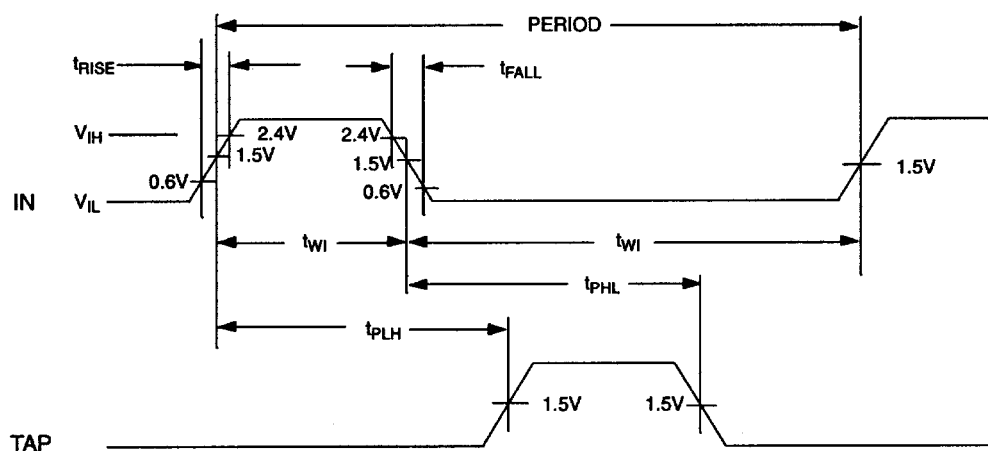 PERIOD
tRISE
tFALL
VIH
2.4V
2.4V
1.5V
1.5V
1.5V
0.6V
0.6V
IN
VIL
tWI
tWI
tPHL
tPLH
1.5V
1.5V
TAP